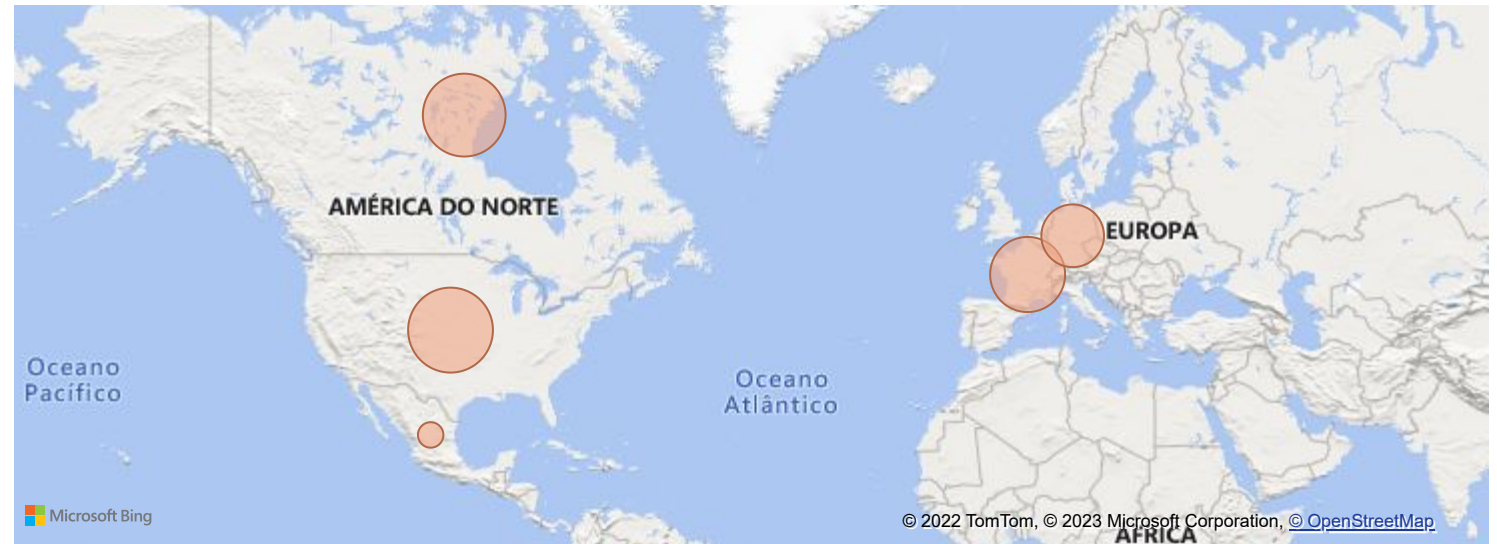 AMÉRICA DO NORTE
EUROPA
Oceano
Pacífico
Oceano
Atlântico
Microsoft Bing
© 2022 TomTom, © 2023 Microsoft Corporation, © OpenStreetMap
ÁFRICA